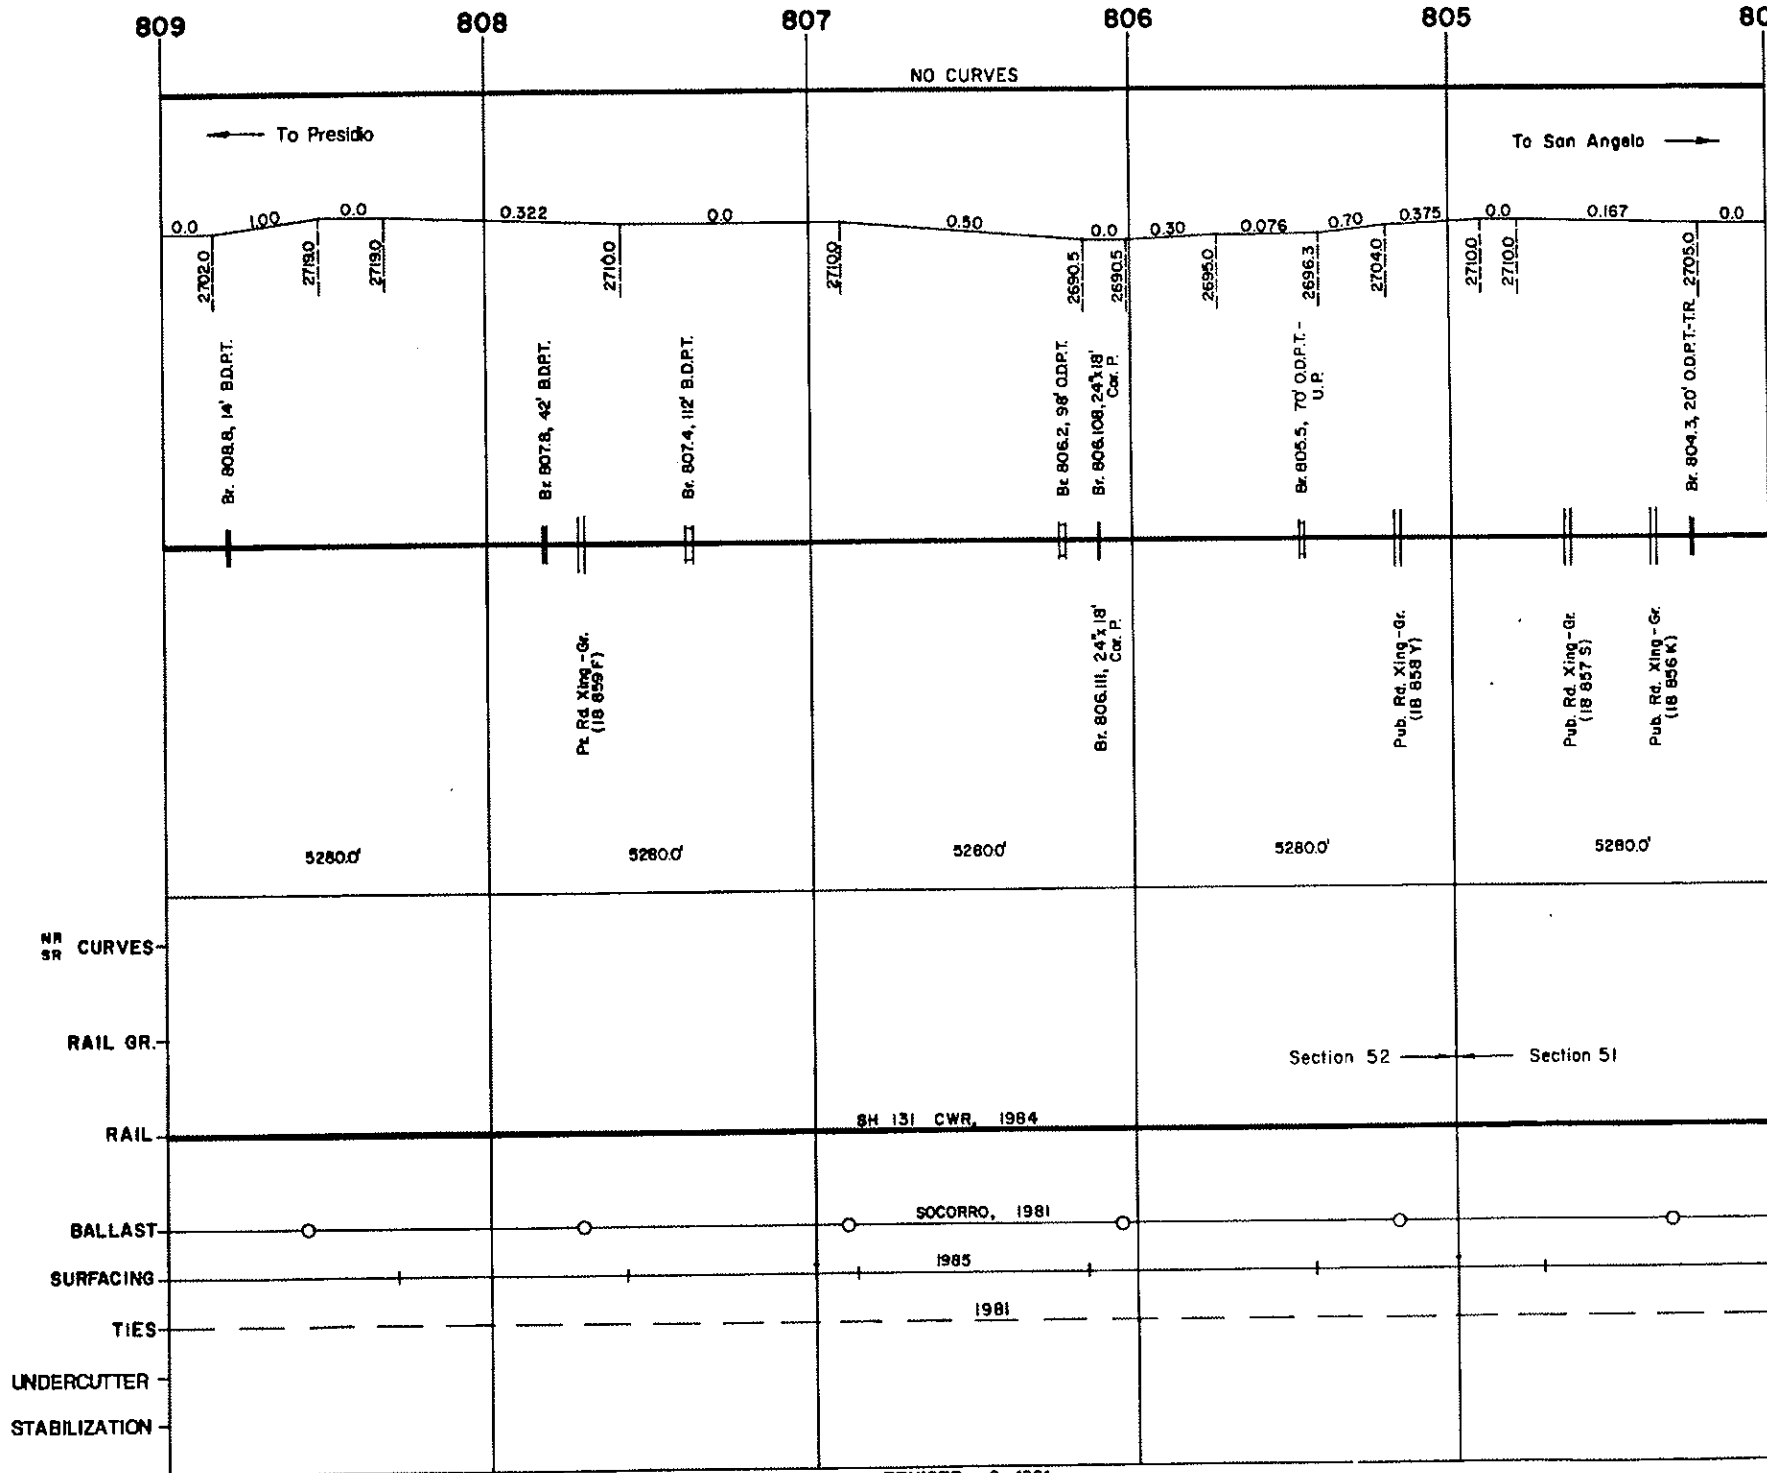 809 808 807 806 805 80
NO CURVES
To Presidio
To San Angelo
0.0 1.00 0.0 0.322 0.0 0.50 0.0 0.30 0.076 0.70 0.375 0.0 0.167 0.0
2702.0 2719.0 2719.0 2710.0 2710.0 2690.5 2690.5 2695.0 2696.3 2704.0 2710.0 2710.0 2705.0
Br. 808.8, 14' B.D.P.T.
Br. 807.8, 42' B.D.P.T.
Br. 807.4, 112' B.D.P.T.
Br. 806.2, 98' O.D.P.T.
Br. 806.108, 24"x18'
Cor. P.
Br. 805.5, 70' O.D.P.T.-
U.P.
Br. 804.3, 20' O.D.P.T.-T.R.
Pr. Rd. Xing-Gr.
(18 859 F)
Br. 806.111, 24"x18'
Cor. P.
Pub. Rd. Xing-Gr.
(18 858 Y)
Pub. Rd. Xing-Gr.
(18 857 S)
Pub. Rd. Xing-Gr.
(18 856 K)
5280.0' 5280.0' 5280.0' 5280.0' 5280.0'
NR
SR CURVES
RAIL GR.
Section 52 Section 51
RAIL
SH 131 CWR, 1984
BALLAST
SOCORRO, 1981
SURFACING
1985
TIES
1981
UNDERCUTTER
STABILIZATION